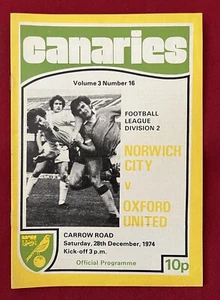 canaries
Volume 3 Number 16
FOOTBALL
LEAGUE
DIVISION 2
NORWICH
CITY
v
OXFORD
UNITED
CARROW ROAD
Saturday, 28th December, 1974
Kick-off 3 p.m.
Official Programme
10p